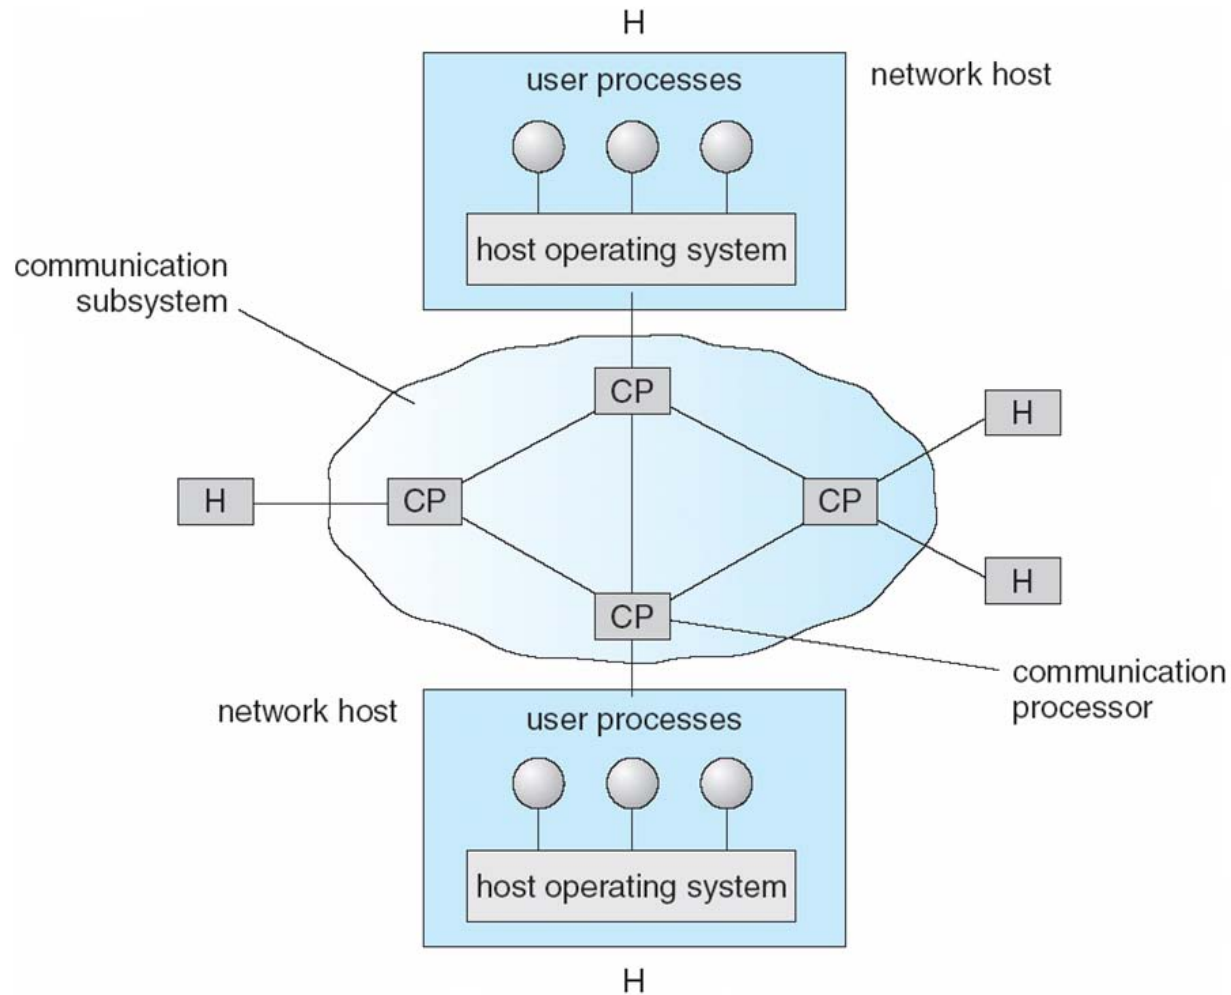 H
user processes
network host
host operating system
communication
subsystem
CP
H
H
CP
CP
H
CP
communication
processor
network host
user processes
host operating system
H